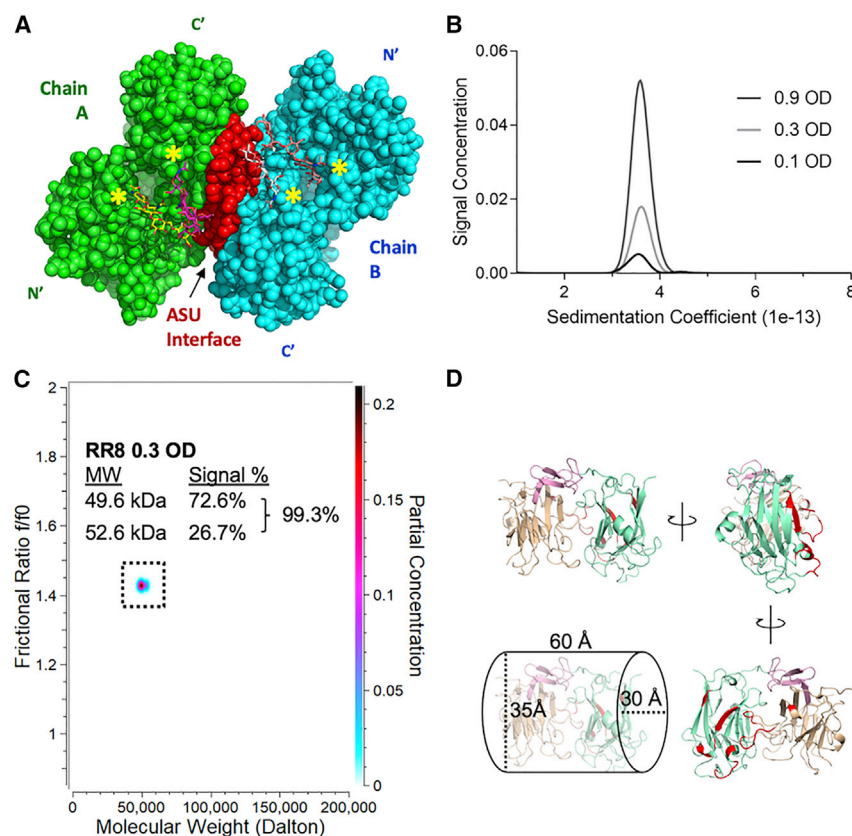 A
C'
N'
Chain
A
Chain
B
N'
ASU
Interface
C'
B
0.06
0.04
0.02
0.00
Signal Concentration
0.9 OD
0.3 OD
0.1 OD
2
4
6
8
Sedimentation Coefficient (1e-13)
C
2
1.8
1.6
1.4
1.2
1
Frictional Ratio f/f0
RR8 0.3 OD
MW Signal %
49.6 kDa 72.6%
52.6 kDa 26.7%
99.3%
0.2
0.15
0.1
0.05
0
Partial Concentration
0 50,000 100,000 150,000 200,000
Molecular Weight (Dalton)
D
60 Å
35Å
30 Å